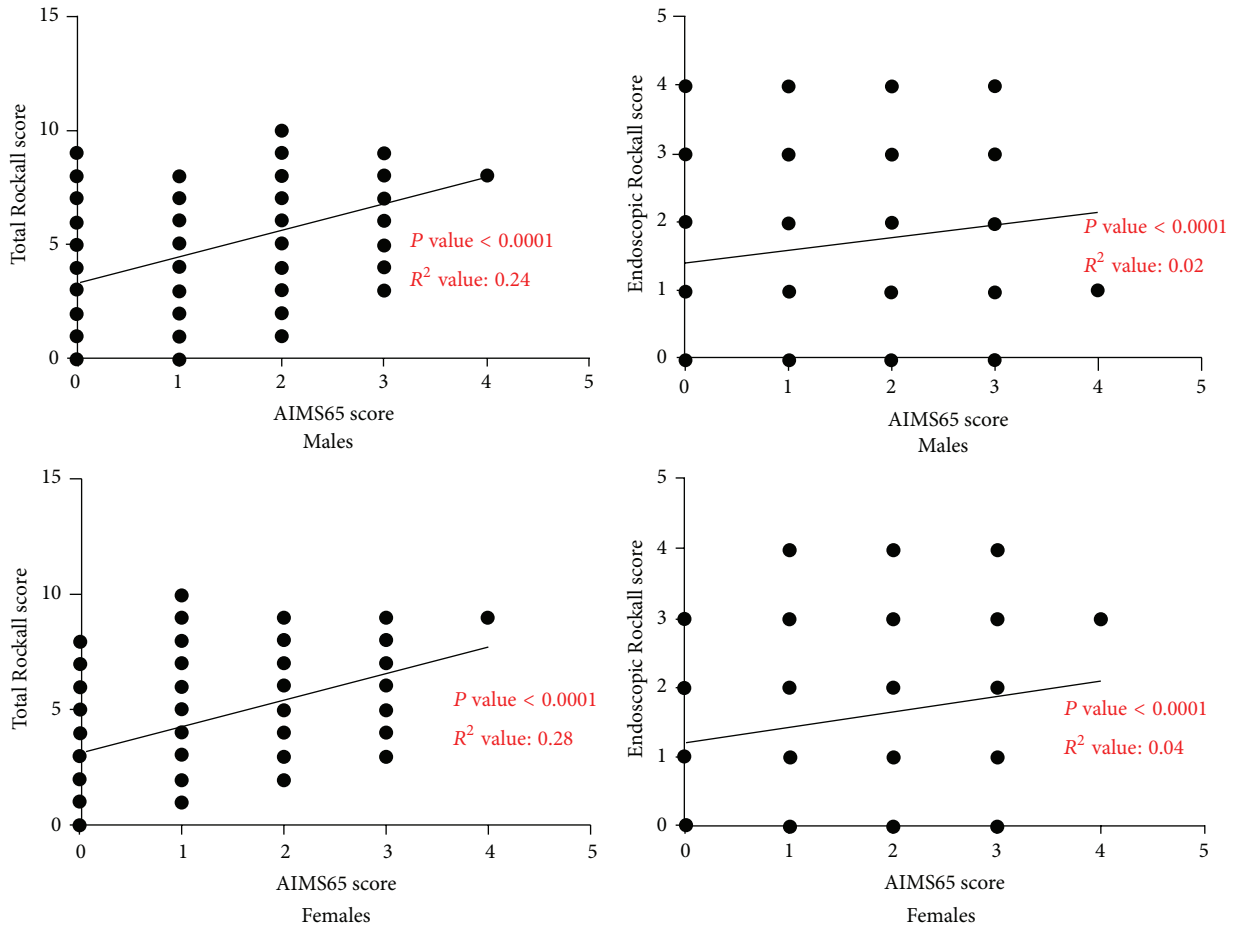 15
10
5
0
Total Rockall score
0 1 2 3 4 5
AIMS65 score
Males
P value < 0.0001
R² value: 0.24
5
4
3
2
1
0
Endoscopic Rockall score
0 1 2 3 4 5
AIMS65 score
Males
P value < 0.0001
R² value: 0.02
15
10
5
0
Total Rockall score
0 1 2 3 4 5
AIMS65 score
Females
P value < 0.0001
R² value: 0.28
5
4
3
2
1
0
Endoscopic Rockall score
0 1 2 3 4 5
AIMS65 score
Females
P value < 0.0001
R² value: 0.04